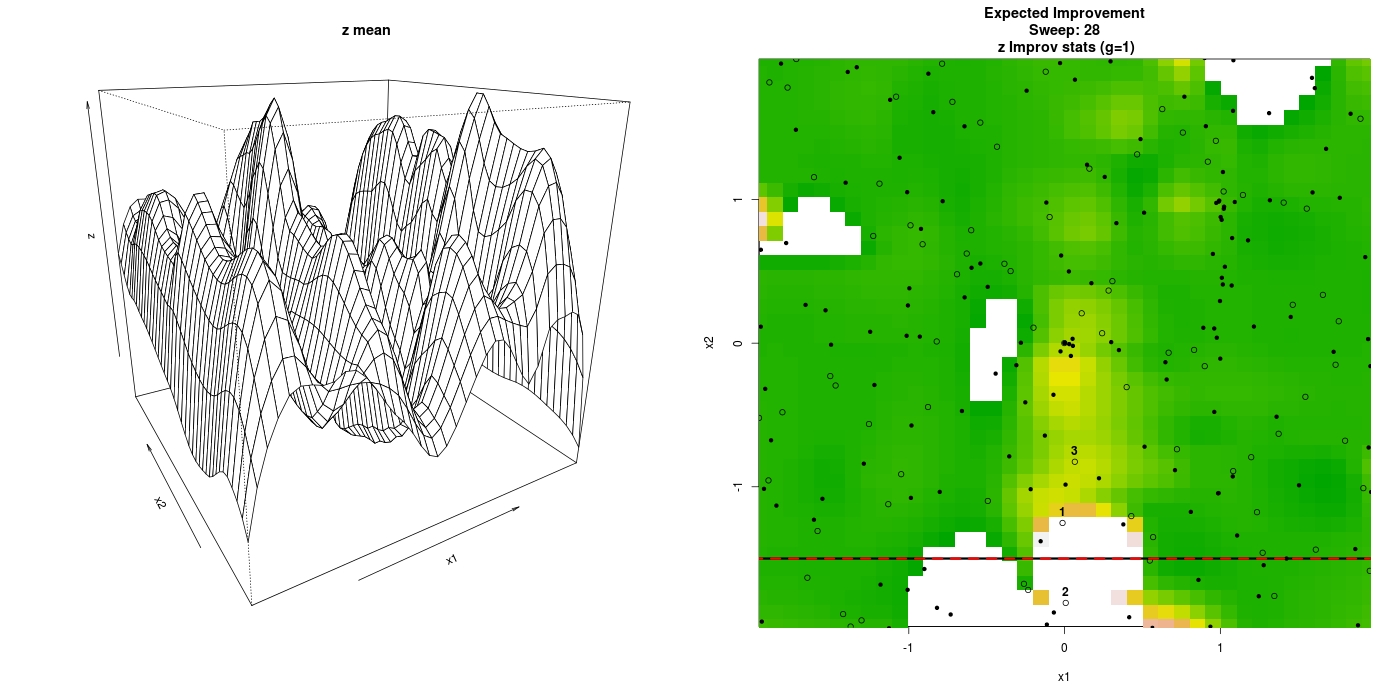 z mean
z
x2
x1
Expected Improvement
Sweep: 28
z Improv stats (g=1)
x2
1
0
-1
3
1
2
-1
0
1
x1